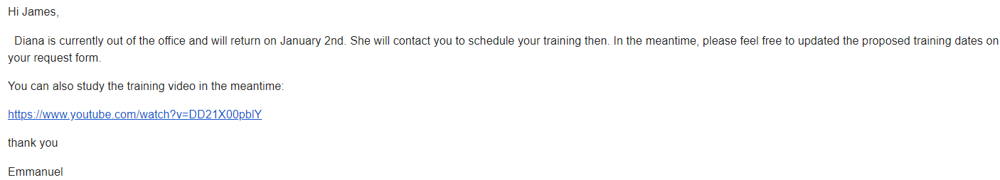 Hi James,
Diana is currently out of the office and will return on January 2nd. She will contact you to schedule your training then. In the meantime, please feel free to updated the proposed training dates on
your request form.
You can also study the training video in the meantime:
https://www.youtube.com/watch?v=DD21X00pblY
thank you
Emmanuel